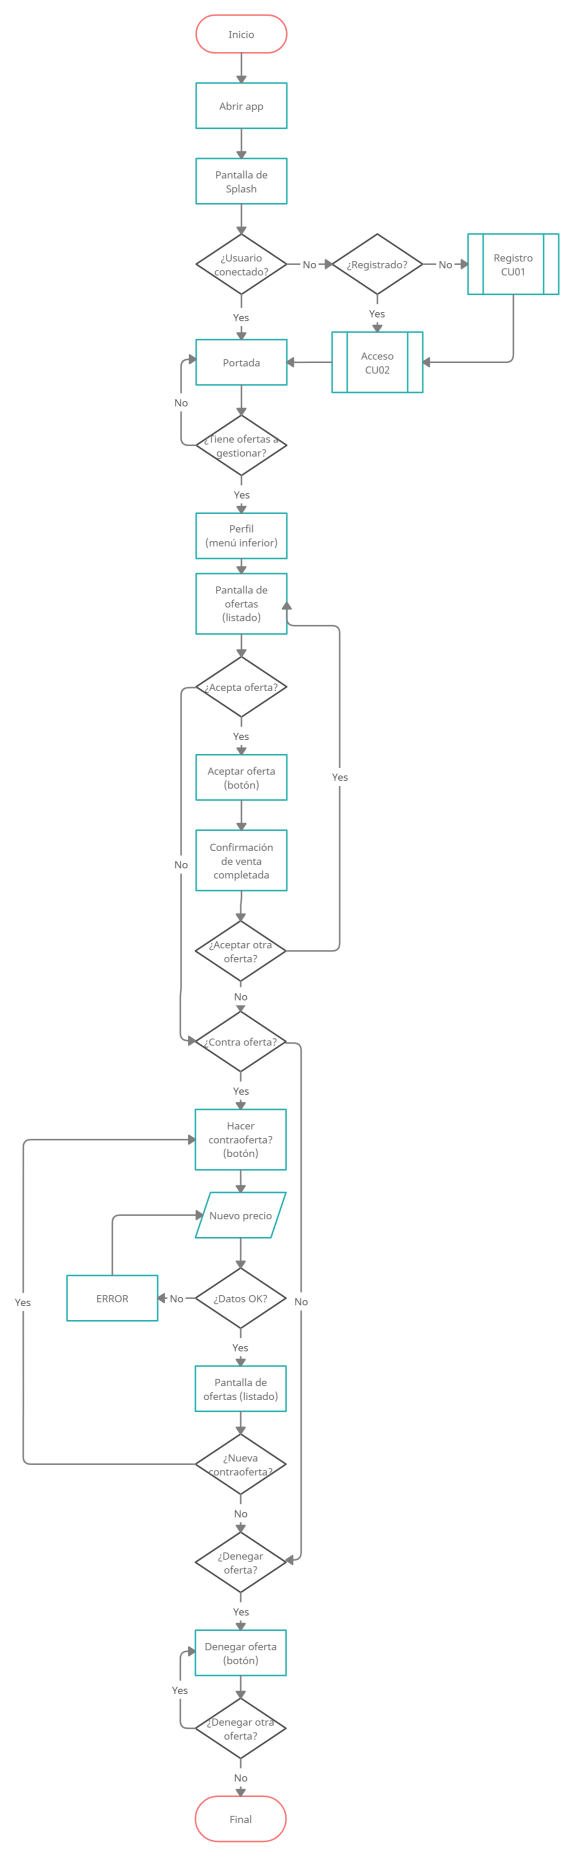 Inicio
Abrir app
Pantalla de
Splash
¿Usuario
conectado?
No
¿Registrado?
No
Registro
CU01
Yes
Yes
Portada
Acceso
CU02
No
¿Tiene ofertas a
gestionar?
Yes
Perfil
(menú inferior)
Pantalla de
ofertas
(listado)
¿Acepta oferta?
Yes
Aceptar oferta
(botón)
Yes
Confirmación
de venta
completada
No
¿Aceptar otra
oferta?
No
¿Contra oferta?
Yes
Hacer
contraoferta?
(botón)
Nuevo precio
ERROR
No
¿Datos OK?
Yes
No
Yes
Pantalla de
ofertas (listado)
¿Nueva
contraoferta?
No
¿Denegar
oferta?
Yes
Denegar oferta
(botón)
Yes
¿Denegar otra
oferta?
No
Final